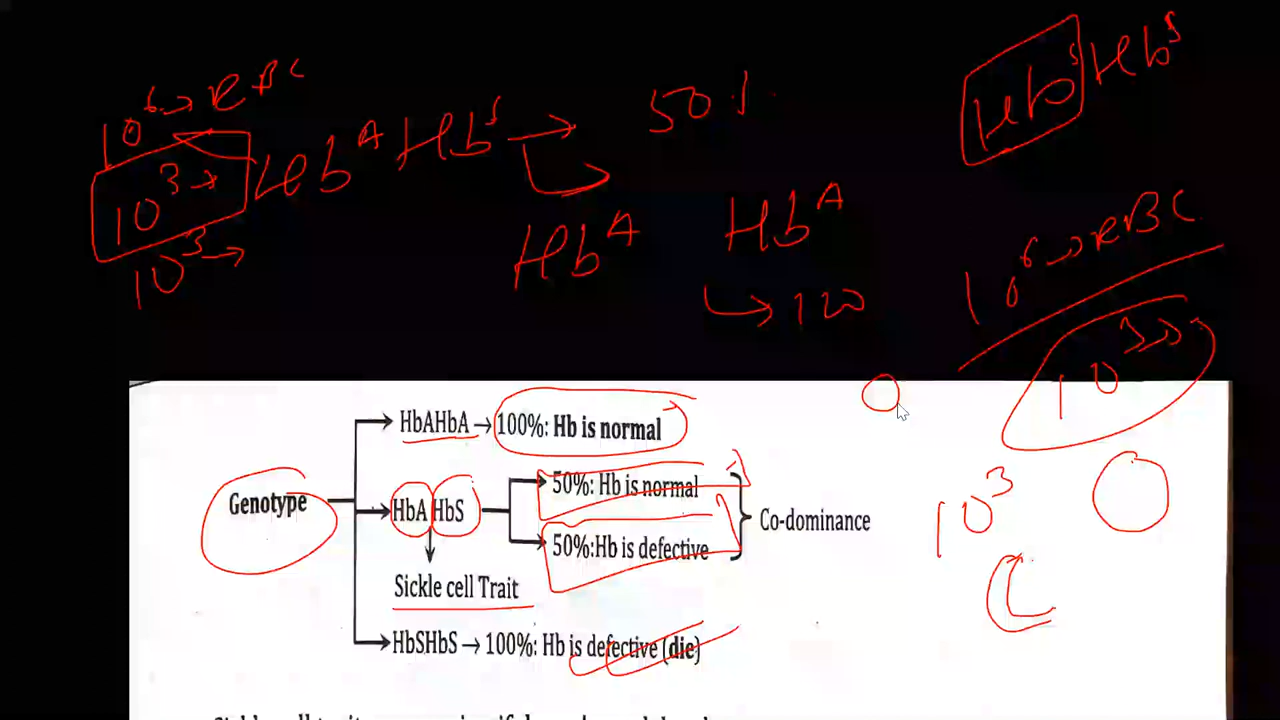 10⁶→RBC
10³→
10³→
Hbᴬ Hbˢ → 50%
Hbᴬ
Hbᴬ
→100
Hbˢ Hbˢ
10⁶→RBC
10³
10³
Genotype
HbAHbA → 100%: Hb is normal
HbA HbS
50%: Hb is normal
50%:Hb is defective
Co-dominance
Sickle cell Trait
HbSHbS → 100%: Hb is defective (die)